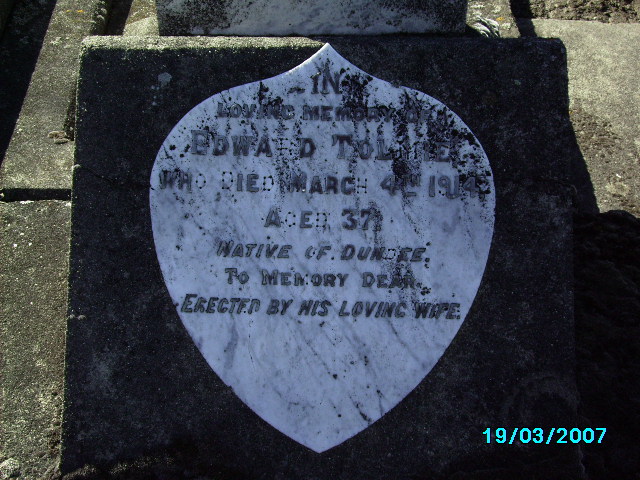 IN
LOVING MEMORY OF
EDWARD
WHO DIED MARCH 4TH 1914
AGED 37
NATIVE OF DUNDEE.
TO MEMORY DEAR.
ERECTED BY HIS LOVING WIFE.
19/03/2007